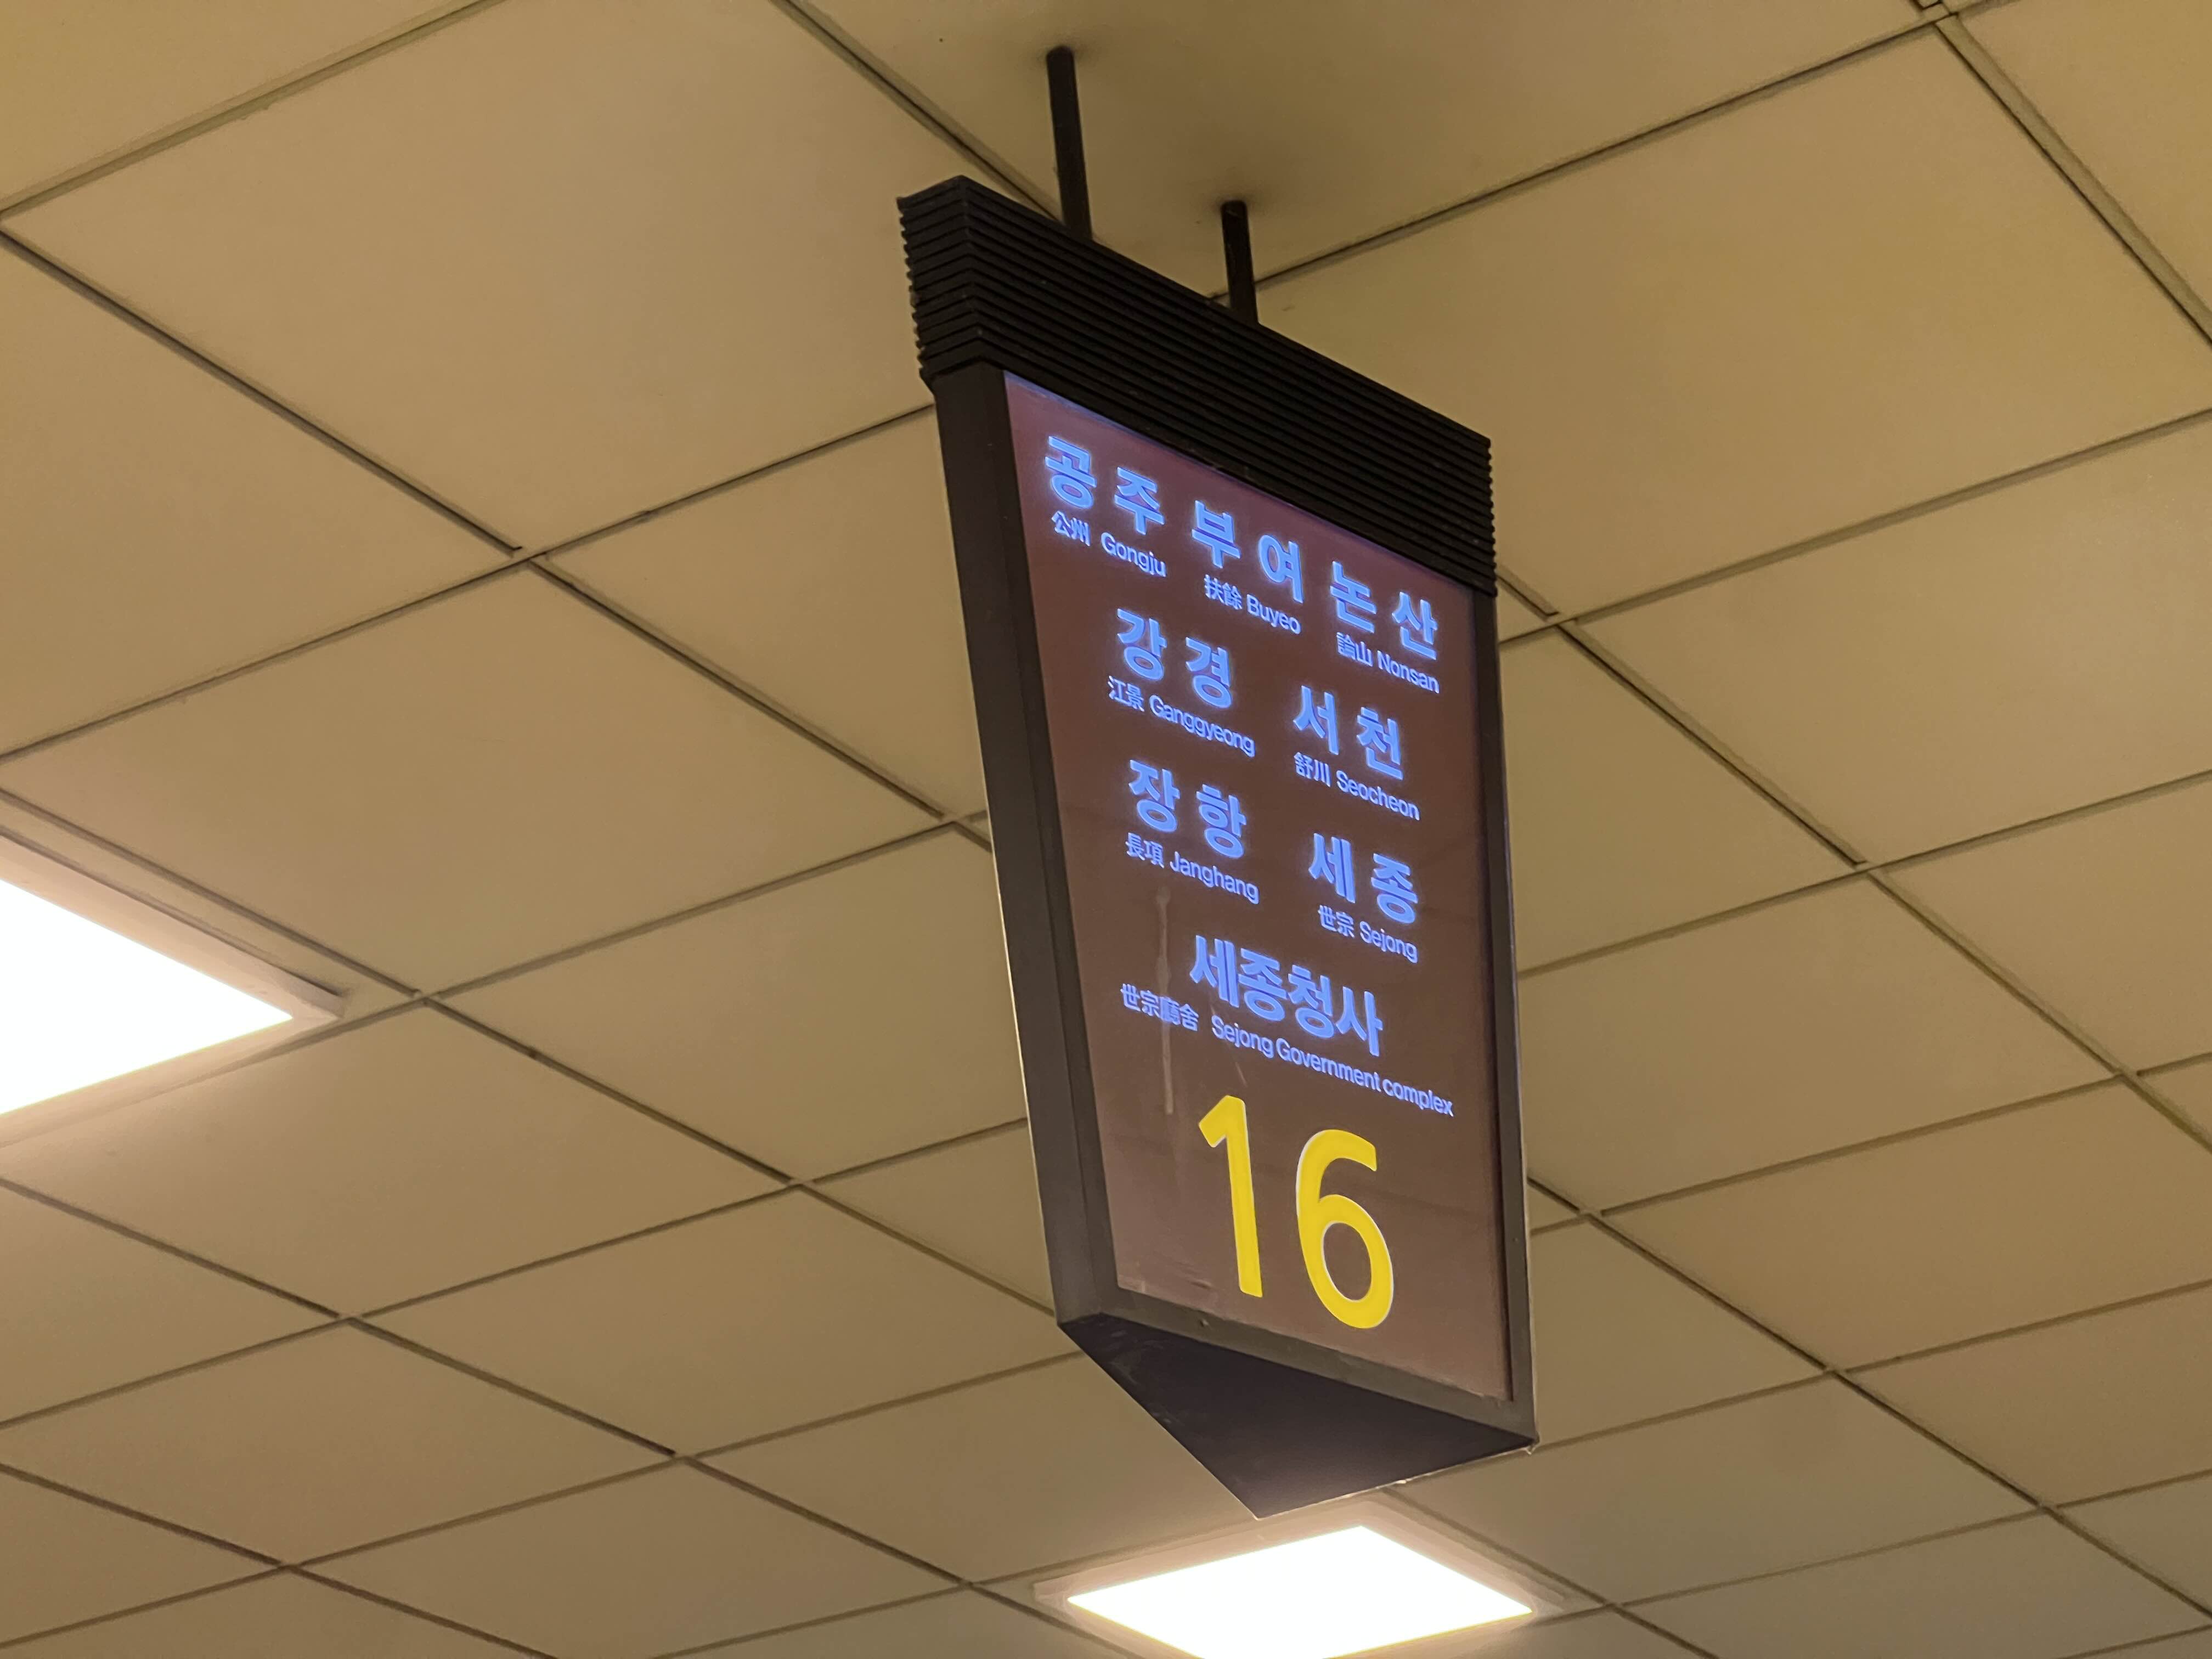 공주 부여 논산
公州 Gongju 扶餘 Buyeo 論山 Nonsan
강경 서천
江景 Ganggyeong 舒川 Seocheon
장항 세종
長項 Janghang 世宗 Sejong
세종청사
世宗廳舍 Sejong Government complex
16